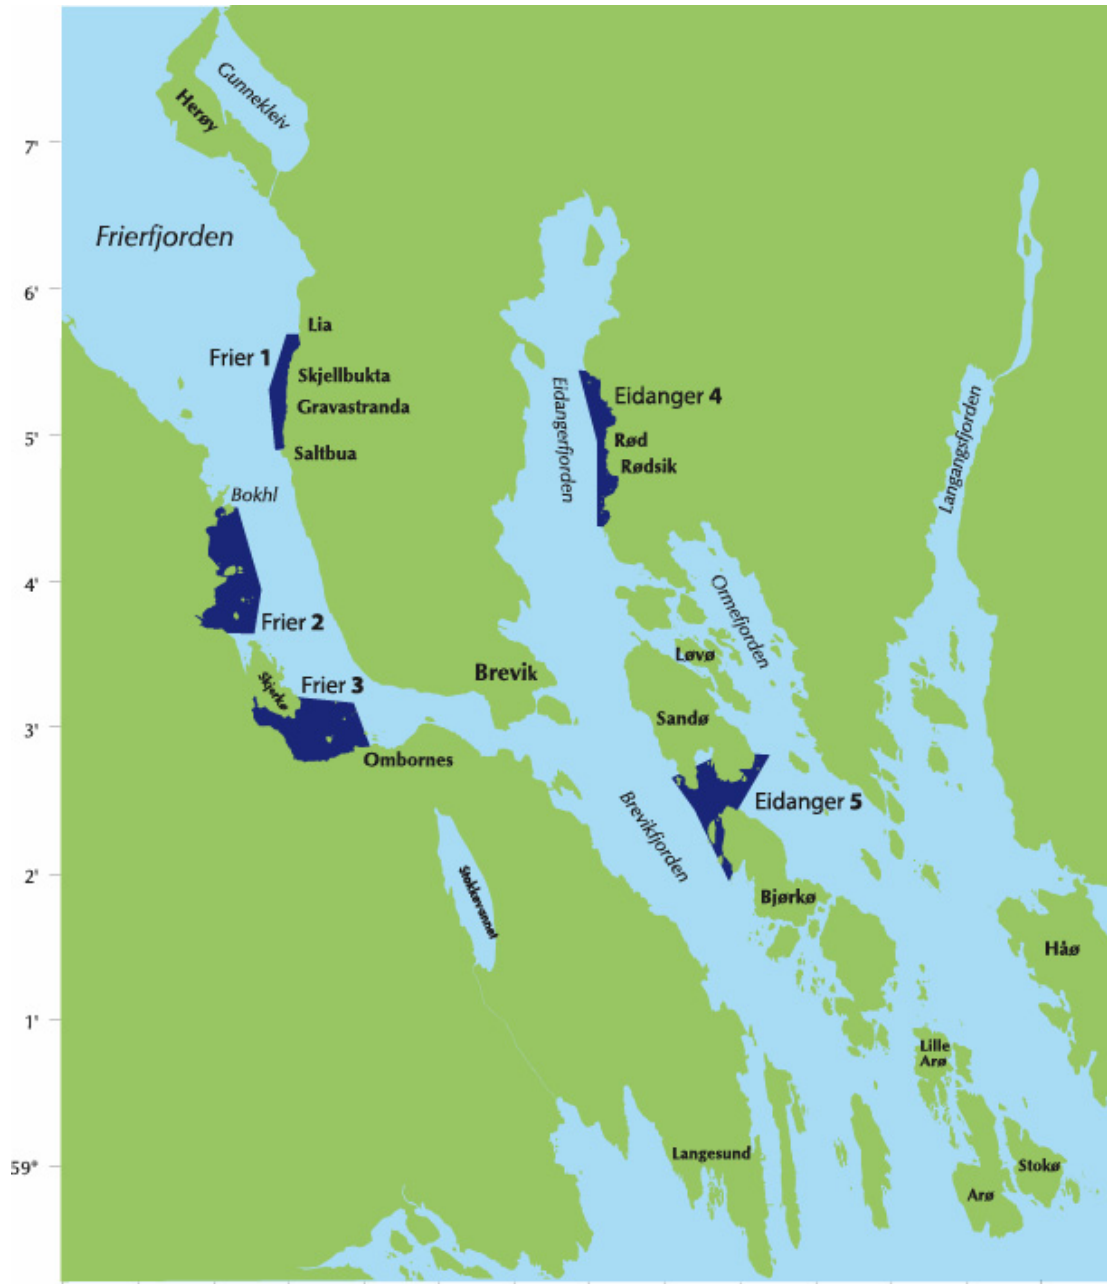 Gunnekleiv
Herøy
7'
Frierfjorden
6'
Lia
Frier 1
Skjellbukta
Gravastranda
Saltbua
Eidangerfjorden
Eidanger 4
Rød
Rødsik
Langangsfjorden
5'
Bokhl
4'
Frier 2
Ormefjorden
Løvø
Brevik
Skjerkø
Frier 3
Sandø
3'
Ombornes
Brevikfjorden
Eidanger 5
2'
Stokkevannet
Bjørkø
Håø
1'
Lille
Arø
59°
Langesund
Stokø
Arø